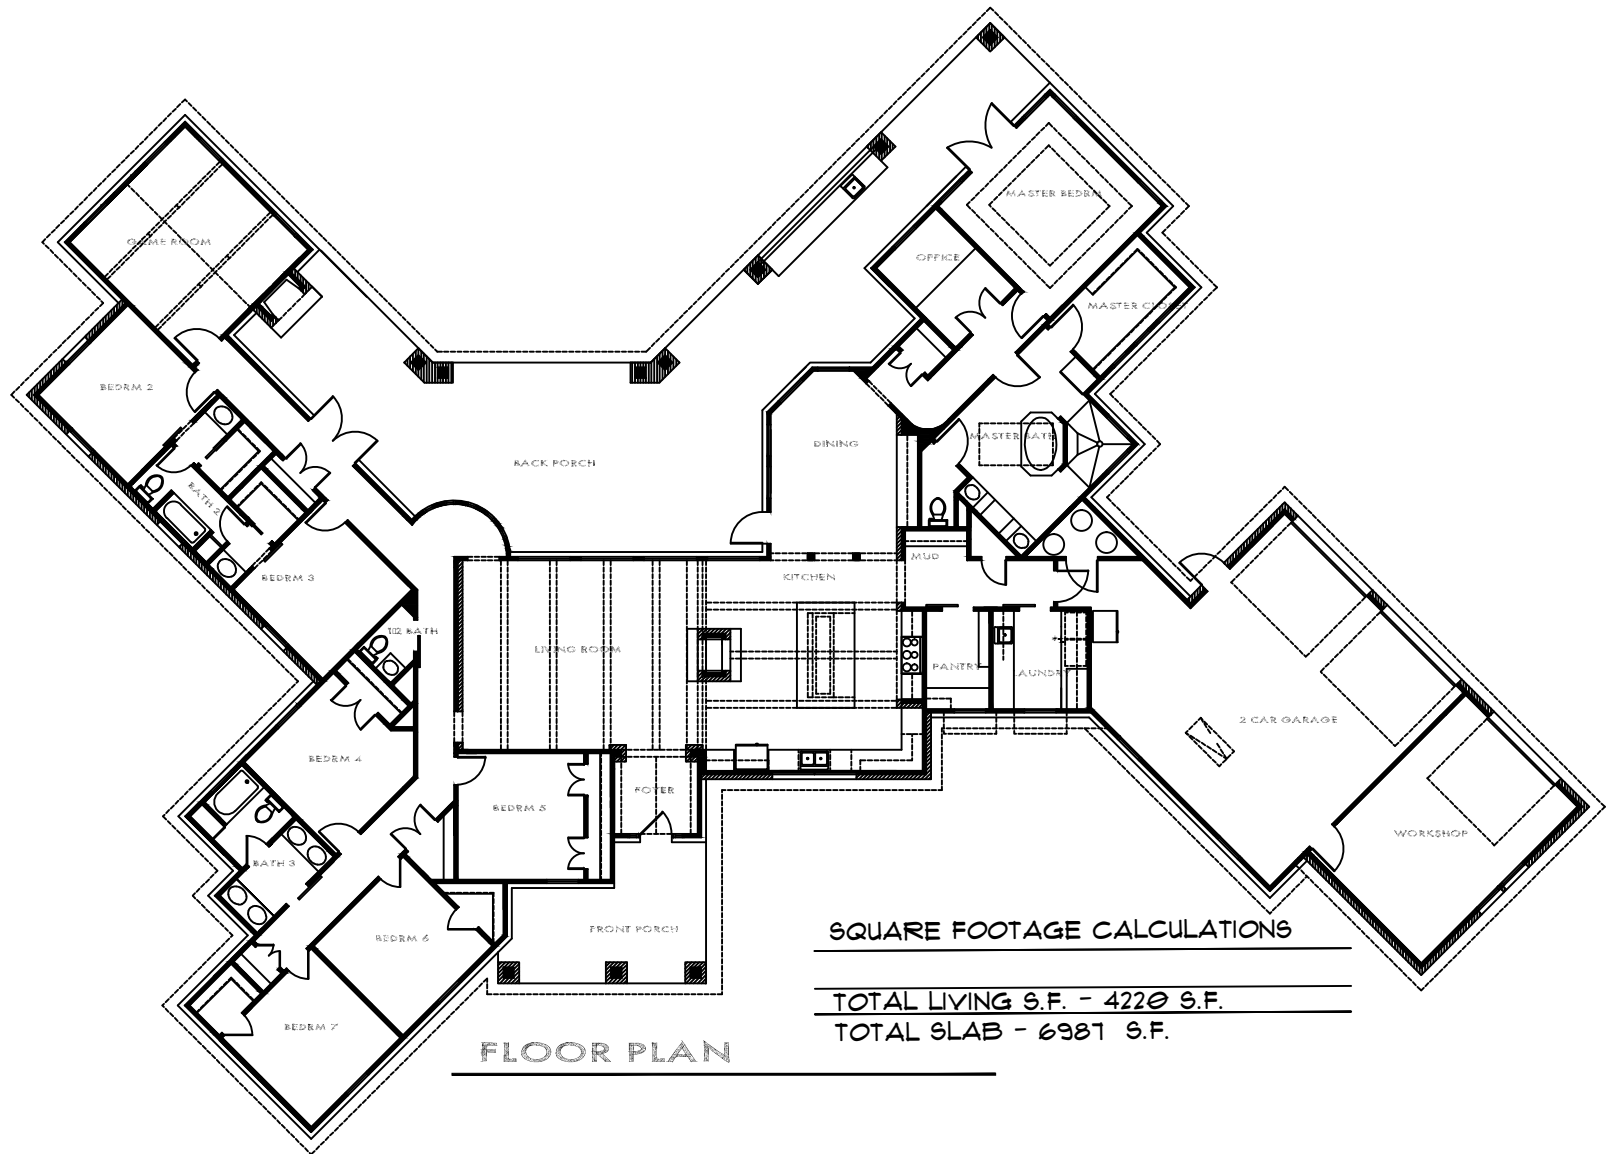 MASTER BEDRM
GAME ROOM
OFFICE
MASTER CLOSET
BEDRM 2
DINING
MASTER BATH
BACK PORCH
BATH 2
MUD
BEDRM 3
KITCHEN
1/2 BATH
LIVING ROOM
PANTRY
LAUNDRY
2 CAR GARAGE
BEDRM 4
FOYER
BEDRM 5
WORKSHOP
BATH 3
FRONT PORCH
BEDRM 6
BEDRM 7
SQUARE FOOTAGE CALCULATIONS
TOTAL LIVING S.F. - 4220 S.F.
TOTAL SLAB - 6987 S.F.
FLOOR PLAN